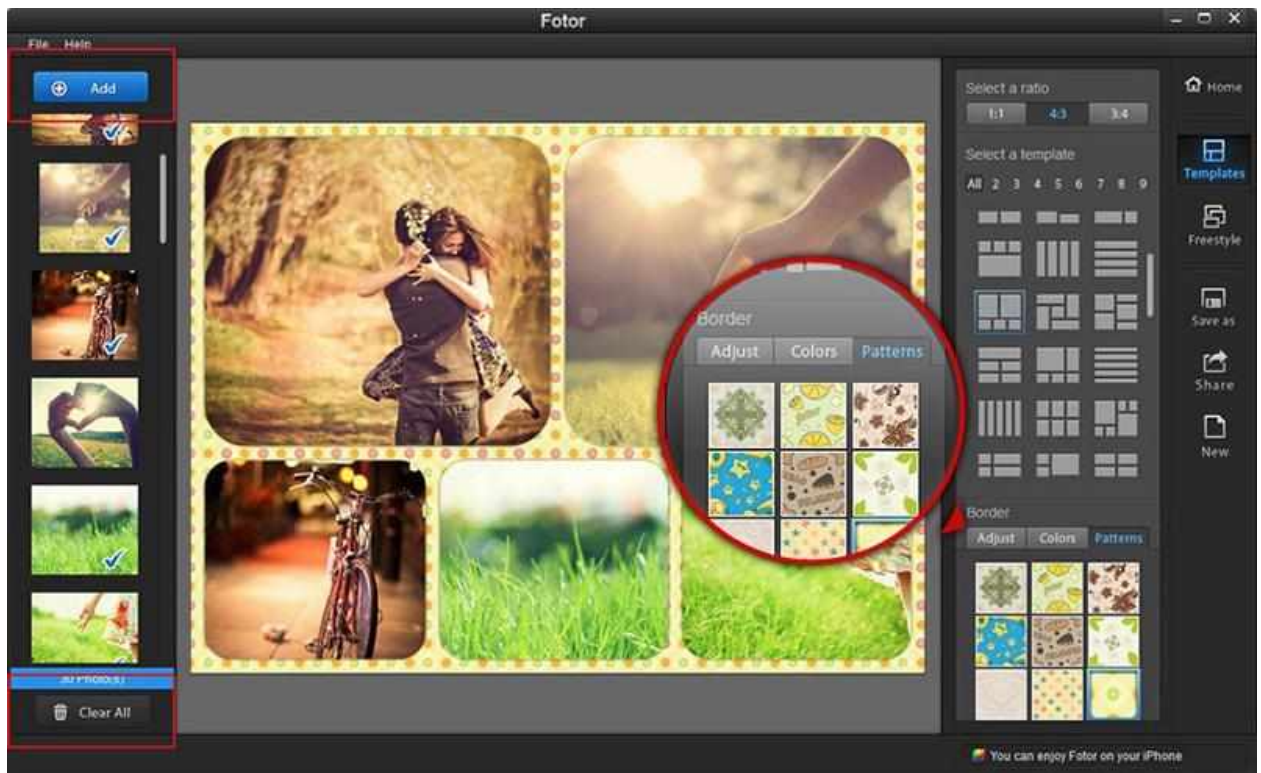 Fotor
File Help
Add
30 Photo(s)
Clear All
Border
Adjust Colors Patterns
Select a ratio
1:1 4:3 3:4
Select a template
All 2 3 4 5 6 7 8 9
Border
Adjust Colors Patterns
Home
Templates
Freestyle
Save as
Share
New
You can enjoy Fotor on your iPhone